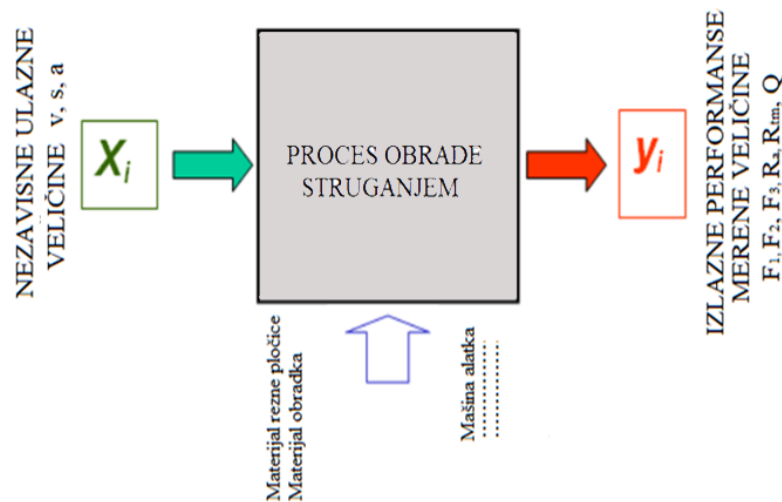 NEZAVISNE ULAZNE
VELIČINE v, s, a
Xi
PROCES OBRADE
STRUGANJEM
yi
IZLAZNE PERFORMANSE
MERENE VELIČINE
F1, F2, F3, Ra, Rtm, Q
Materijal rezne pločice
Materijal obradka
Mašina alatka
..............
..............